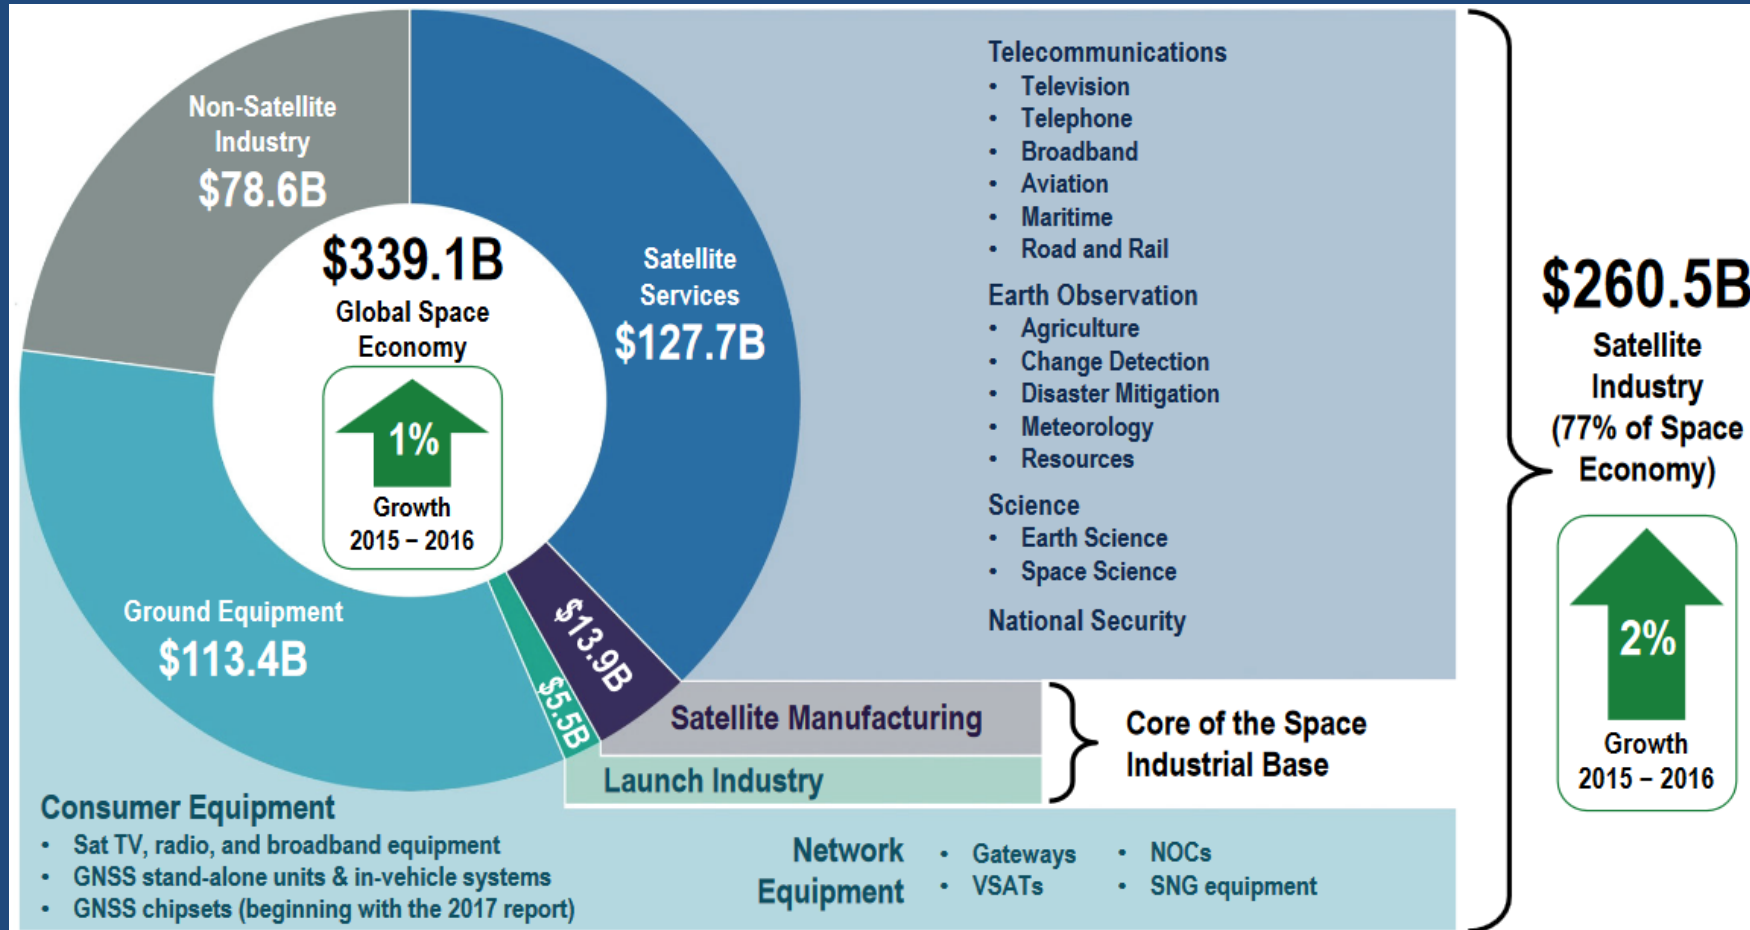 Non-Satellite
Industry
$78.6B
$339.1B
Global Space
Economy
1%
Growth
2015 – 2016
Satellite
Services
$127.7B
Ground Equipment
$113.4B
$13.9B
$5.5B
Telecommunications
• Television
• Telephone
• Broadband
• Aviation
• Maritime
• Road and Rail
Earth Observation
• Agriculture
• Change Detection
• Disaster Mitigation
• Meteorology
• Resources
Science
• Earth Science
• Space Science
National Security
Satellite Manufacturing
Launch Industry
Core of the Space
Industrial Base
Consumer Equipment
• Sat TV, radio, and broadband equipment
• GNSS stand-alone units & in-vehicle systems
• GNSS chipsets (beginning with the 2017 report)
Network
Equipment
• Gateways
• VSATs
• NOCs
• SNG equipment
$260.5B
Satellite
Industry
(77% of Space
Economy)
2%
Growth
2015 – 2016